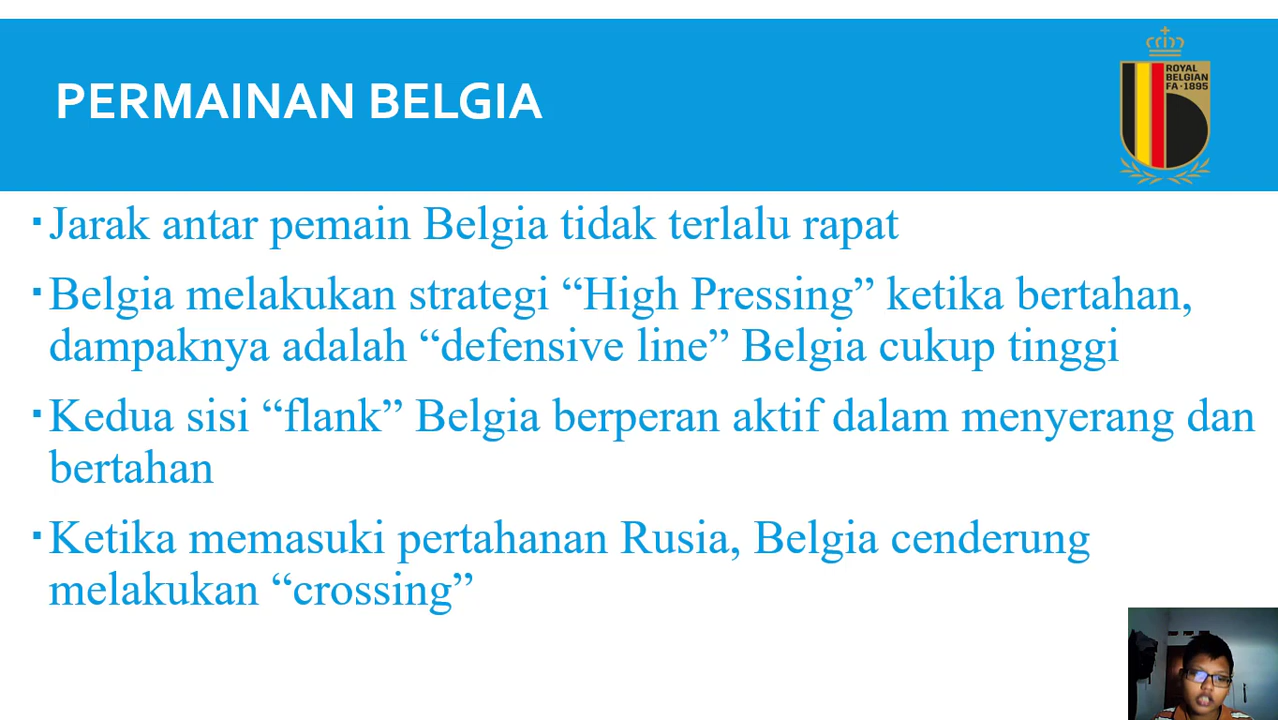 PERMAINAN BELGIA
ROYAL
BELGIAN
FA·1895
▪Jarak antar pemain Belgia tidak terlalu rapat
▪Belgia melakukan strategi “High Pressing” ketika bertahan,
dampaknya adalah “defensive line” Belgia cukup tinggi
▪Kedua sisi “flank” Belgia berperan aktif dalam menyerang dan
bertahan
▪Ketika memasuki pertahanan Rusia, Belgia cenderung
melakukan “crossing”